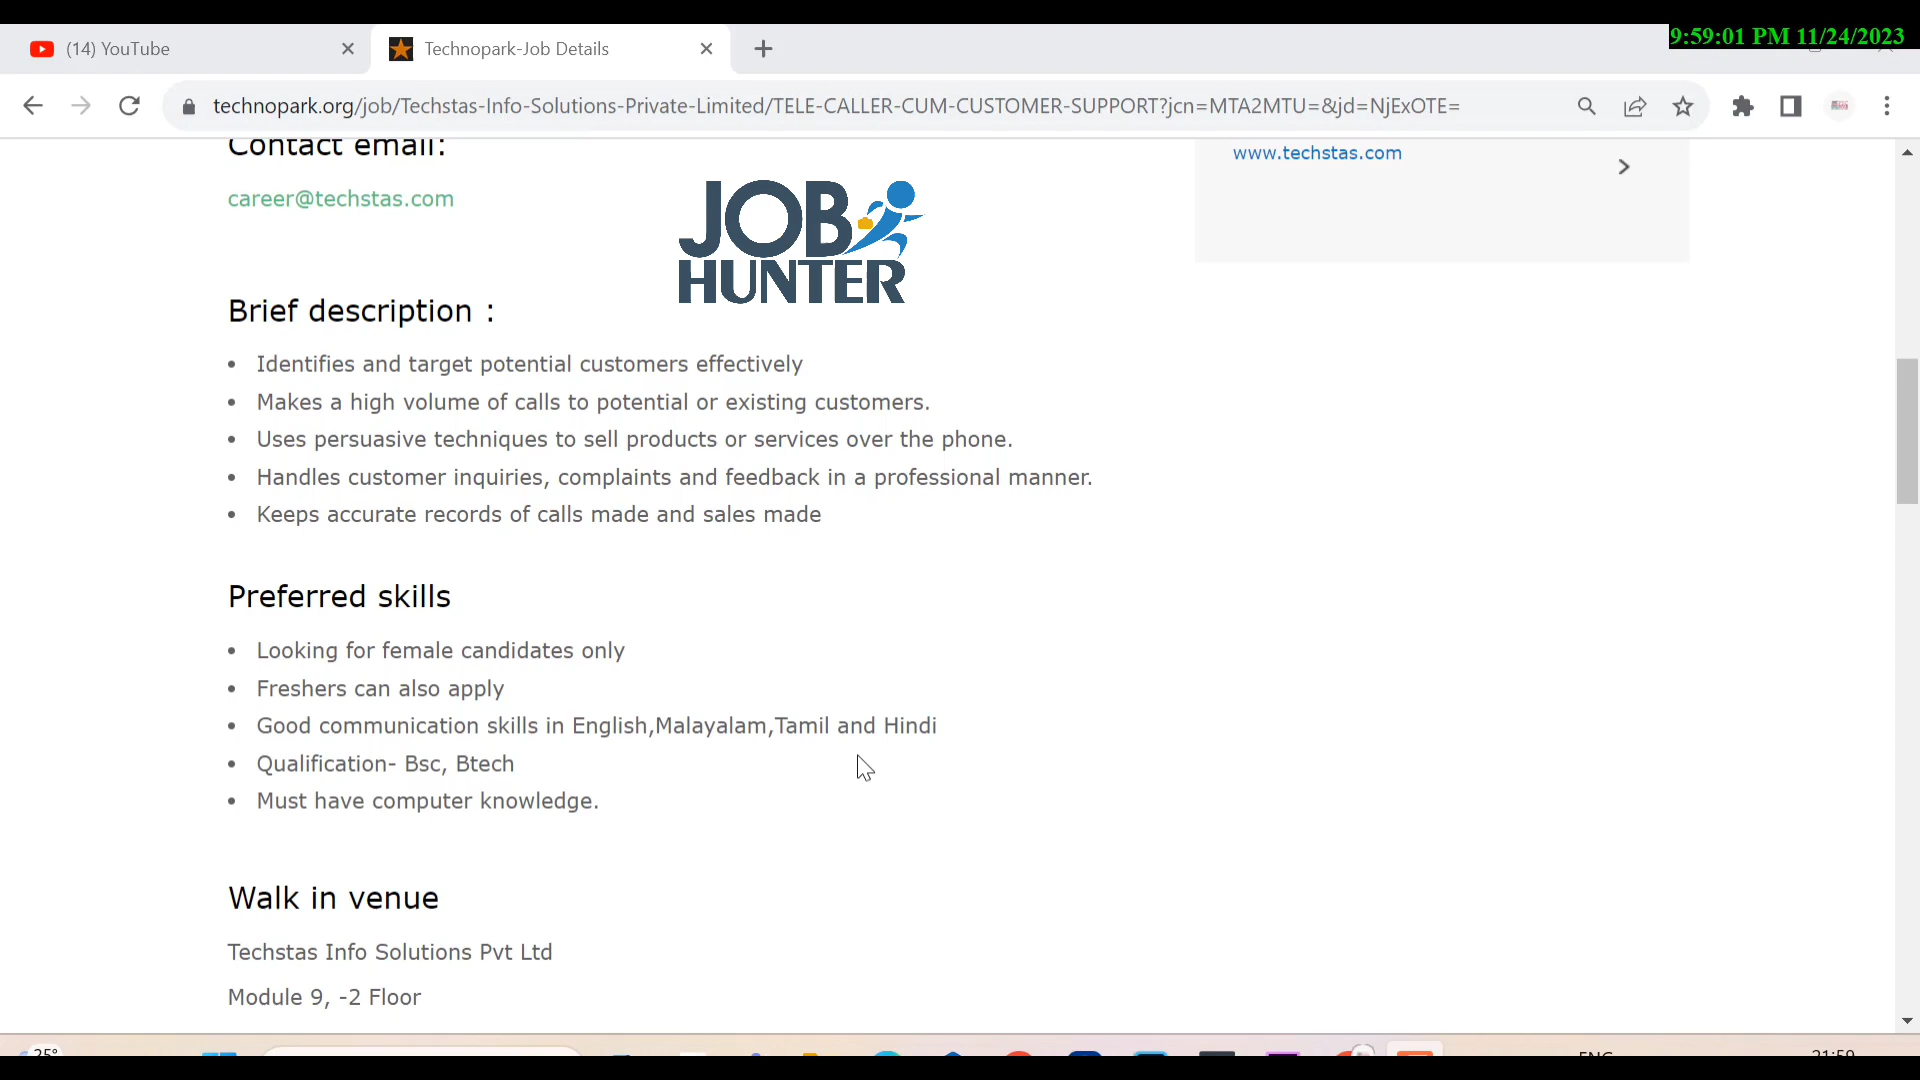 9:59:01 PM 11/24/2023
(14) YouTube
Technopark-Job Details
technopark.org/job/Techstas-Info-Solutions-Private-Limited/TELE-CALLER-CUM-CUSTOMER-SUPPORT?jcn=MTA2MTU=&jd=NjExOTE=
Contact email:
www.techstas.com
career@techstas.com
JOB
HUNTER
Brief description :
• Identifies and target potential customers effectively
• Makes a high volume of calls to potential or existing customers.
• Uses persuasive techniques to sell products or services over the phone.
• Handles customer inquiries, complaints and feedback in a professional manner.
• Keeps accurate records of calls made and sales made
Preferred skills
• Looking for female candidates only
• Freshers can also apply
• Good communication skills in English,Malayalam,Tamil and Hindi
• Qualification- Bsc, Btech
• Must have computer knowledge.
Walk in venue
Techstas Info Solutions Pvt Ltd
Module 9, -2 Floor
25°
ENG
21:59